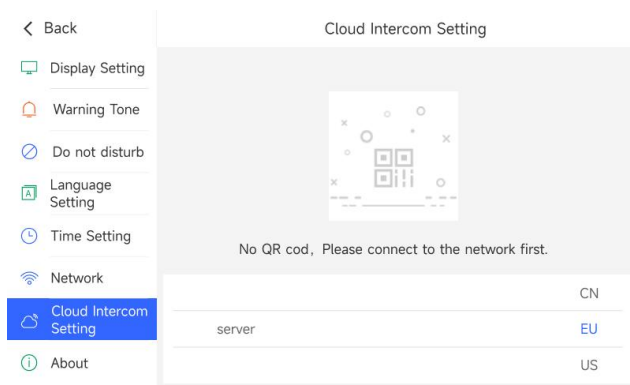 Back
Cloud Intercom Setting
Display Setting
Warning Tone
Do not disturb
A
Language
Setting
Time Setting
Network
Cloud Intercom
Setting
About
No QR cod, Please connect to the network first.
CN
server EU
US